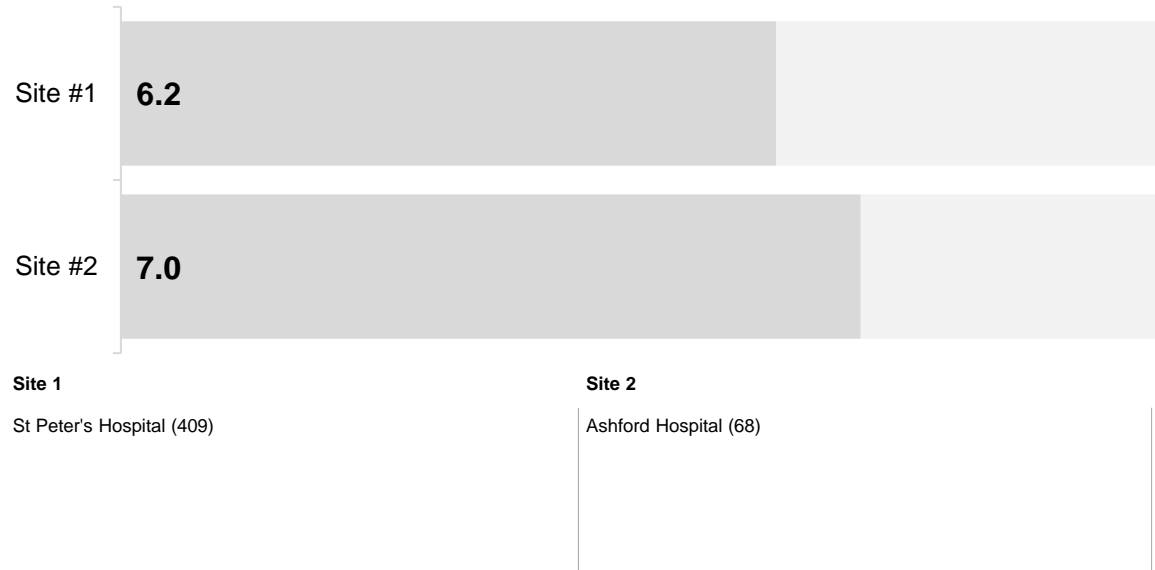 Site #1
6.2
Site #2
7.0
Site 1
Site 2
St Peter's Hospital (409)
Ashford Hospital (68)